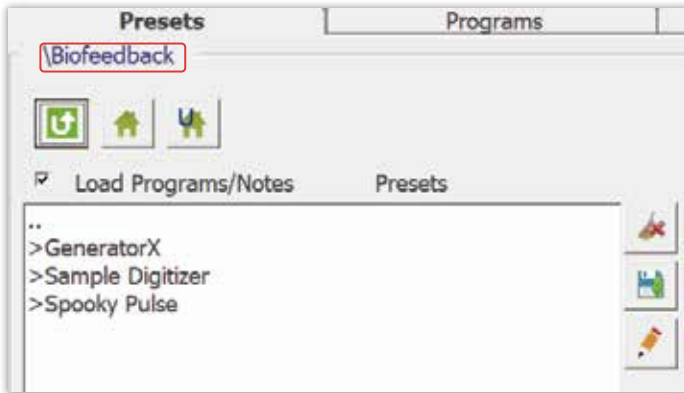 Presets Programs
\Biofeedback
U
Load Programs/Notes Presets
..
>GeneratorX
>Sample Digitizer
>Spooky Pulse